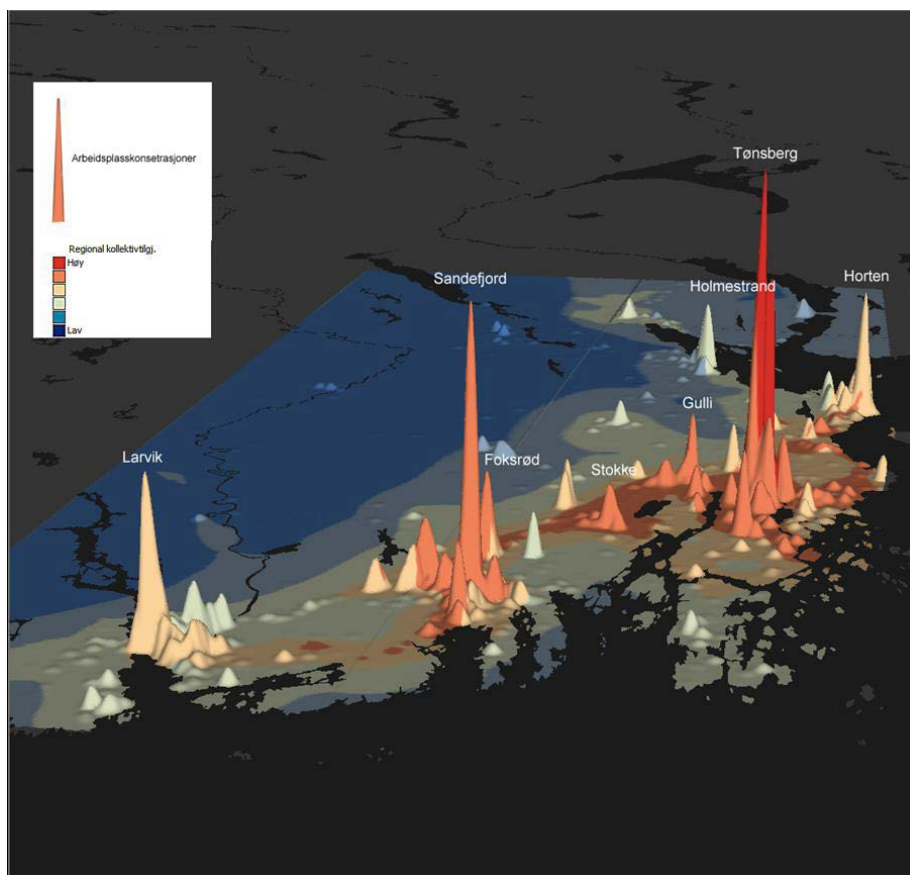 Arbeidsplasskonsetrasjoner
Regional kollektivtilgj.
Høy
Lav
Tønsberg
Sandefjord
Holmestrand
Horten
Gulli
Larvik
Foksrød
Stokke